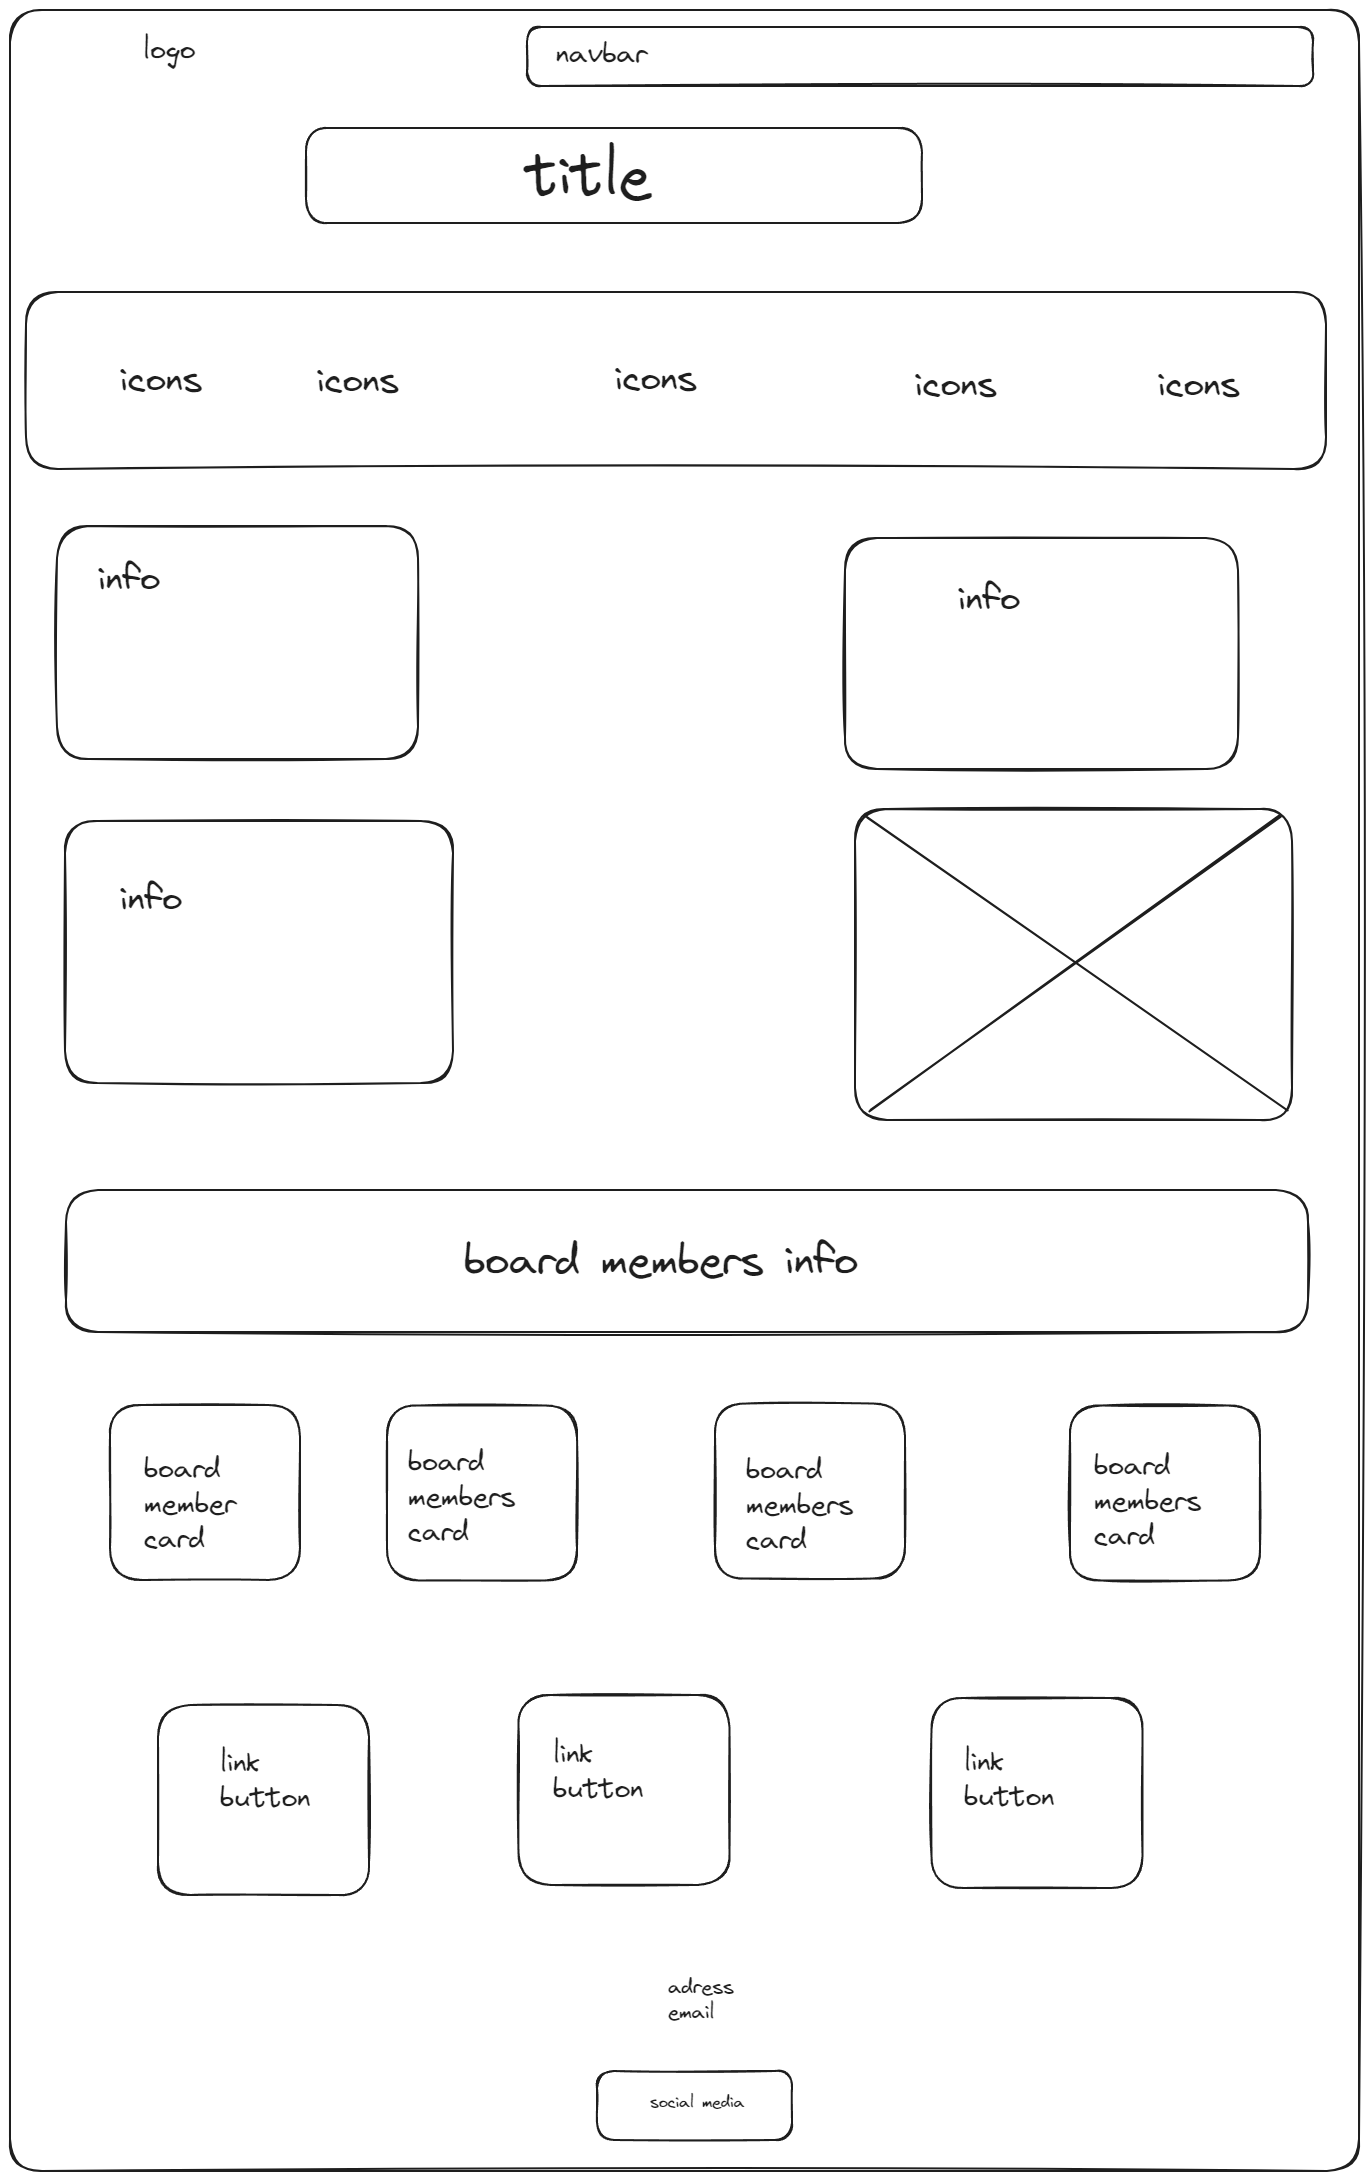 logo
navbar
title
icons
icons
icons
icons
icons
info
info
info
board members info
board
member
card
board
members
card
board
members
card
board
members
card
link
button
link
button
link
button
adress
email
social media